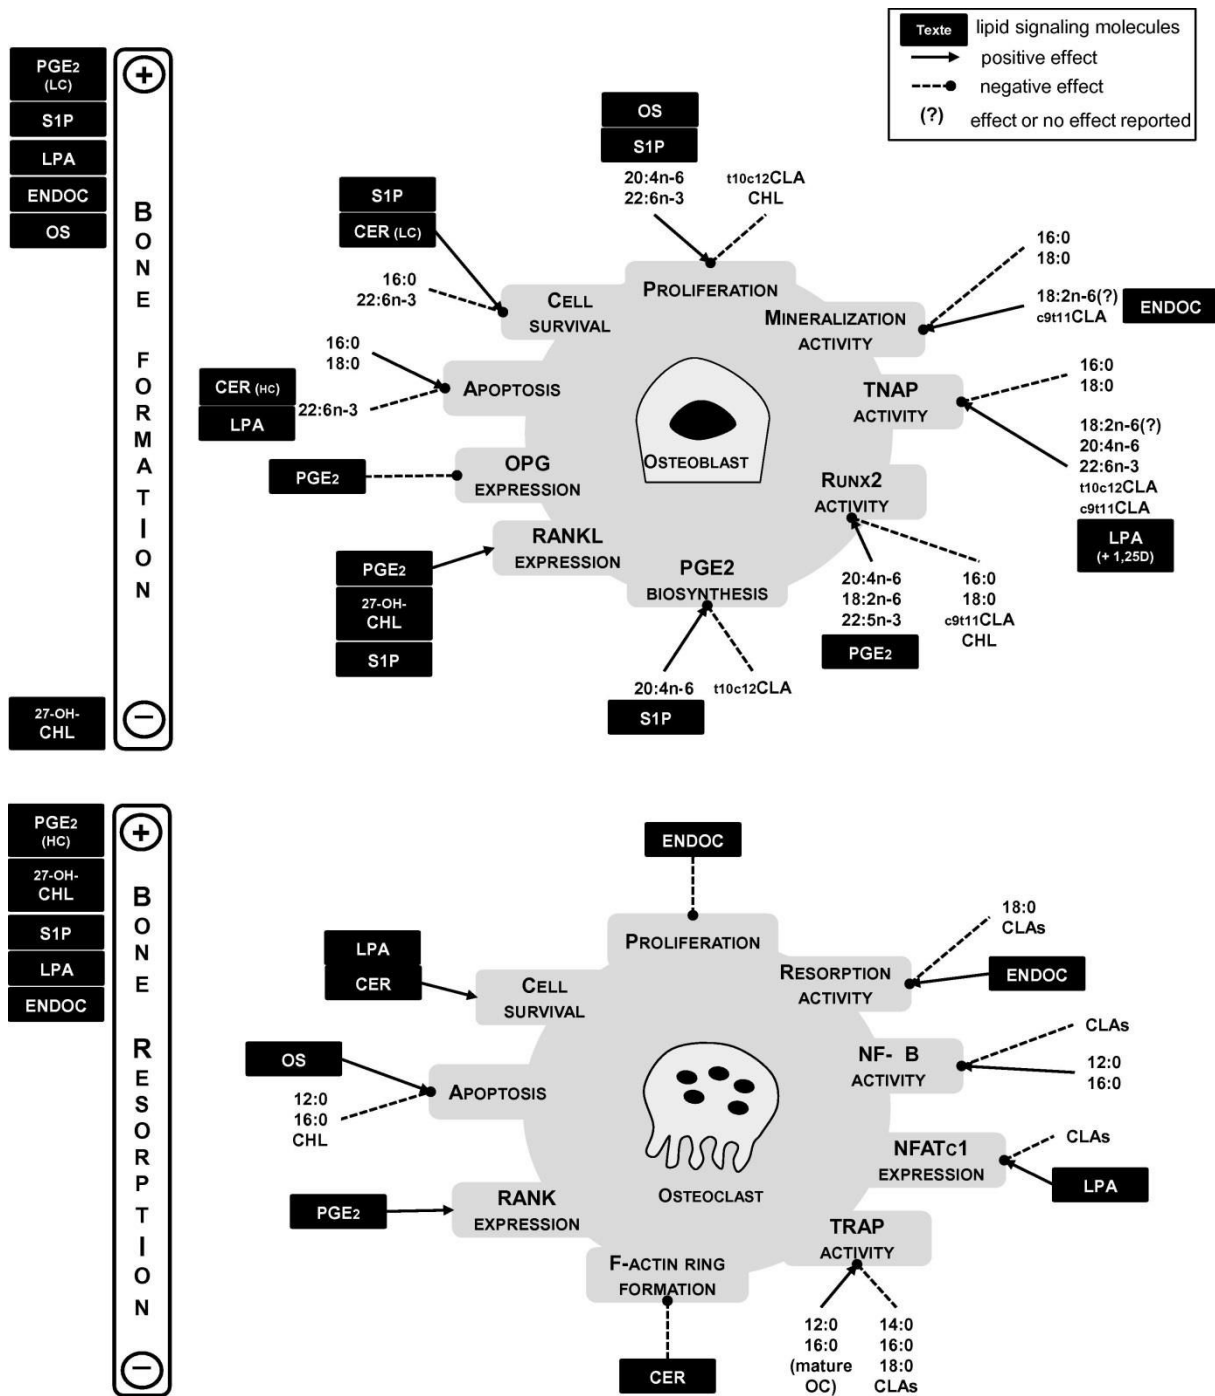 Texte lipid signaling molecules
positive effect
negative effect
(?) effect or no effect reported
PGE2
(LC)
S1P
LPA
ENDOC
OS
+
BONE FORMATION
−
27-OH-
CHL
OS
S1P
20:4n-6
22:6n-3
t10c12CLA
CHL
PROLIFERATION
S1P
CER (LC)
16:0
22:6n-3
CELL
SURVIVAL
16:0
18:0
18:2n-6(?)
c9t11CLA
ENDOC
MINERALIZATION
ACTIVITY
16:0
18:0
CER (HC)
LPA
22:6n-3
APOPTOSIS
16:0
18:0
18:2n-6(?)
20:4n-6
22:6n-3
t10c12CLA
c9t11CLA
LPA
(+ 1,25D)
TNAP
ACTIVITY
OSTEOBLAST
PGE2
OPG
EXPRESSION
RUNX2
ACTIVITY
20:4n-6
18:2n-6
22:5n-3
PGE2
16:0
18:0
c9t11CLA
CHL
PGE2
27-OH-
CHL
S1P
RANKL
EXPRESSION
PGE2
BIOSYNTHESIS
20:4n-6
S1P
t10c12CLA
PGE2
(HC)
27-OH-
CHL
S1P
LPA
ENDOC
+
BONE RESORPTION
−
ENDOC
PROLIFERATION
LPA
CER
CELL
SURVIVAL
18:0
CLAs
ENDOC
RESORPTION
ACTIVITY
OS
12:0
16:0
CHL
APOPTOSIS
CLAs
12:0
16:0
NF- B
ACTIVITY
OSTEOCLAST
CLAs
LPA
NFATC1
EXPRESSION
PGE2
RANK
EXPRESSION
TRAP
ACTIVITY
12:0
16:0
(mature
OC)
14:0
16:0
18:0
CLAs
F-ACTIN RING
FORMATION
CER